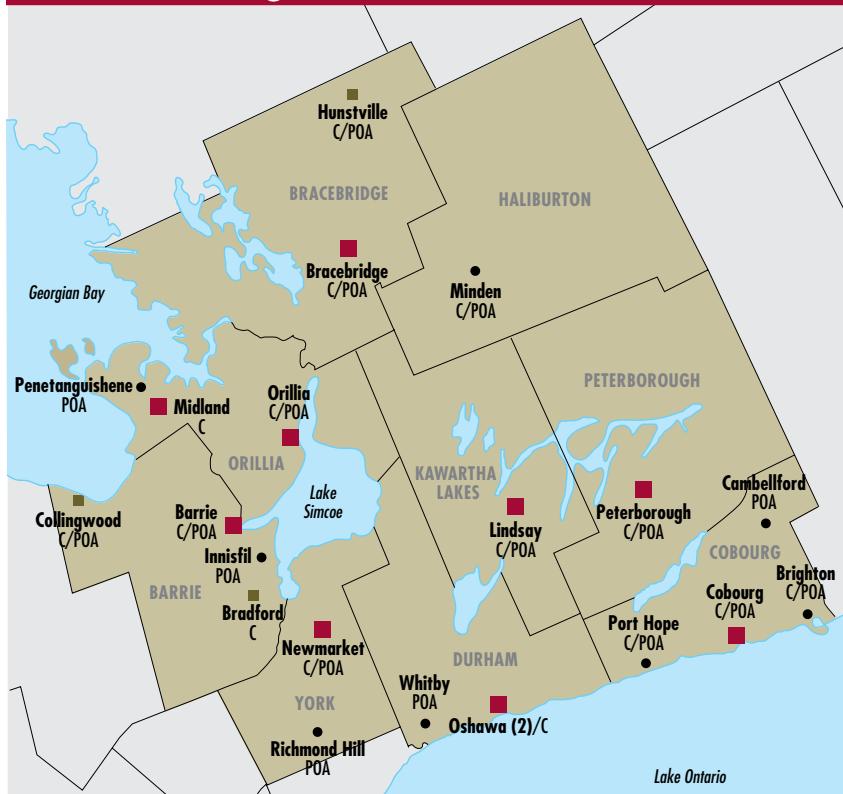 Hunstville
C/POA
BRACEBRIDGE
HALIBURTON
Bracebridge
C/POA
Georgian Bay
Minden
C/POA
Penetanguishene
POA
Midland
C
Orillia
C/POA
PETERBOROUGH
ORILLIA
KAWARTHA
LAKES
Lake
Simcoe
Collingwood
C/POA
Barrie
C/POA
Lindsay
C/POA
Peterborough
C/POA
Cambellford
POA
Innisfil
POA
COBOURG
BARRIE
Bradford
C
Brighton
C/POA
Cobourg
C/POA
Newmarket
C/POA
Port Hope
C/POA
DURHAM
YORK
Whitby
POA
Oshawa (2)/C
Richmond Hill
POA
Lake Ontario